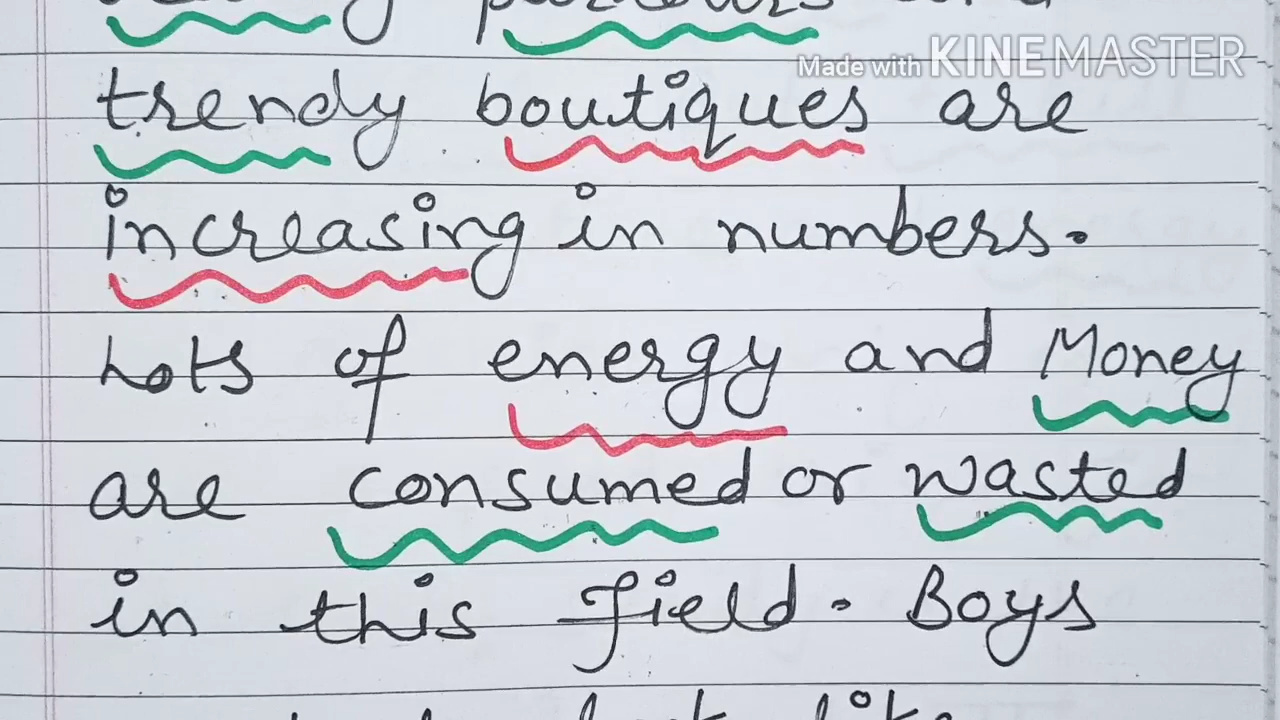 Made with KINEMASTER
trendy boutiques are
increasing in numbers.
Lots of energy and Money
are consumed or wasted
in this field. Boys